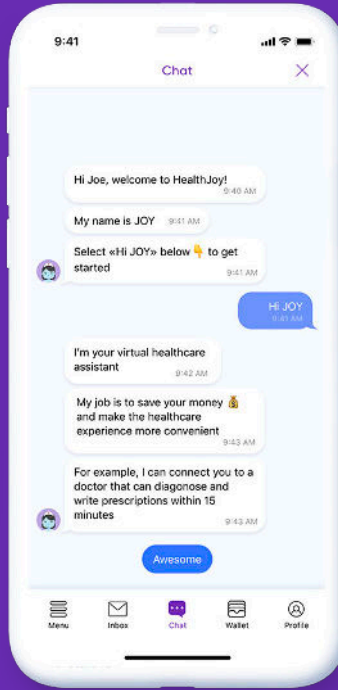 9:41
Chat
Hi Joe, welcome to HealthJoy!
9:40 AM
My name is JOY 9:41 AM
Select «Hi JOY» below 👇 to get
started
9:41 AM
Hi JOY
9:41 AM
I'm your virtual healthcare
assistant
9:42 AM
My job is to save your money 💰
and make the healthcare
experience more convenient
9:43 AM
For example, I can connect you to a
doctor that can diagonose and
write prescriptions within 15
minutes
9:43 AM
Awesome
Menu Inbox Chat Wallet Profile